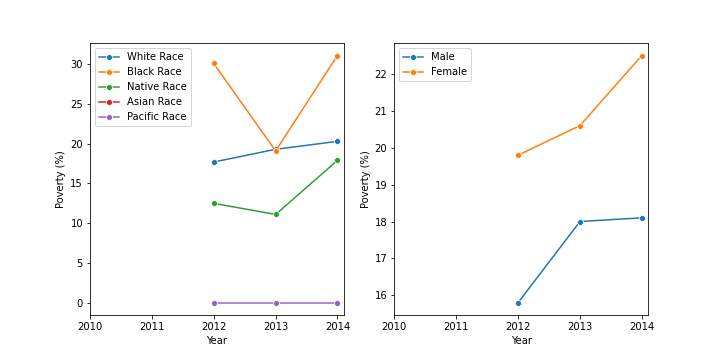 White Race
Black Race
Native Race
Asian Race
Pacific Race
30
25
20
15
10
5
0
Poverty (%)
2010 2011 2012 2013 2014
Year
Male
Female
22
21
20
19
18
17
16
Poverty (%)
2010 2011 2012 2013 2014
Year